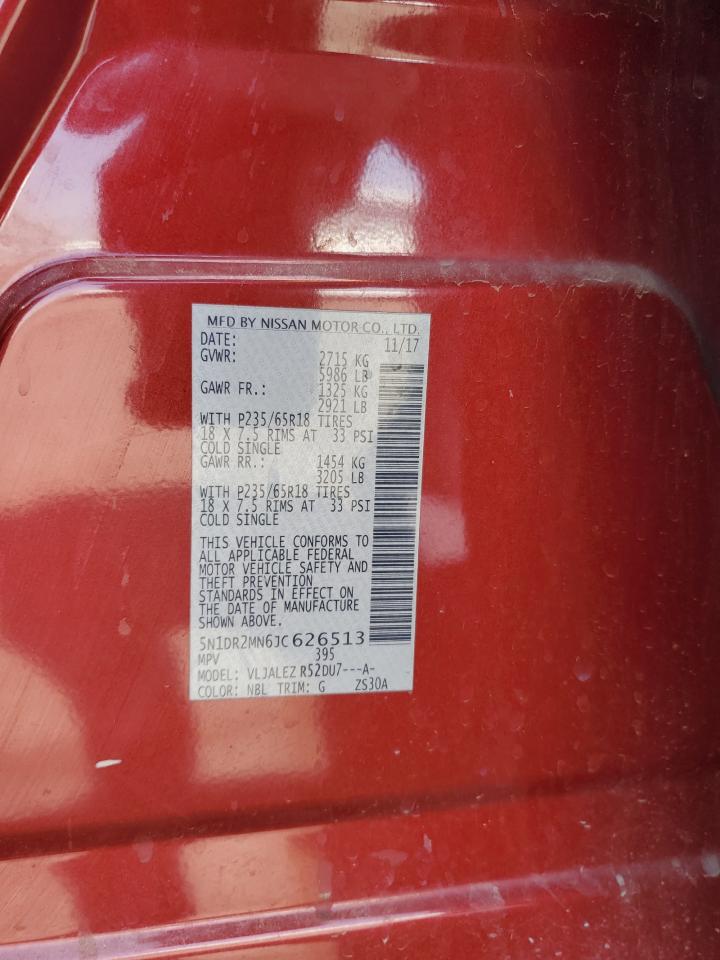 MFD BY NISSAN MOTOR CO., LTD.
DATE: 11/17
GVWR: 2715 KG
5986 LB
GAWR FR.: 1325 KG
2921 LB
WITH P235/65R18 TIRES
18 X 7.5 RIMS AT 33 PSI
COLD SINGLE
GAWR RR.: 1454 KG
3205 LB
WITH P235/65R18 TIRES
18 X 7.5 RIMS AT 33 PSI
COLD SINGLE
THIS VEHICLE CONFORMS TO
ALL APPLICABLE FEDERAL
MOTOR VEHICLE SAFETY AND
THEFT PREVENTION
STANDARDS IN EFFECT ON
THE DATE OF MANUFACTURE
SHOWN ABOVE.
5N1DR2MN6JC626513
MPV 395
MODEL: VLJALEZ R52DU7---A-
COLOR: NBL TRIM: G ZS30A